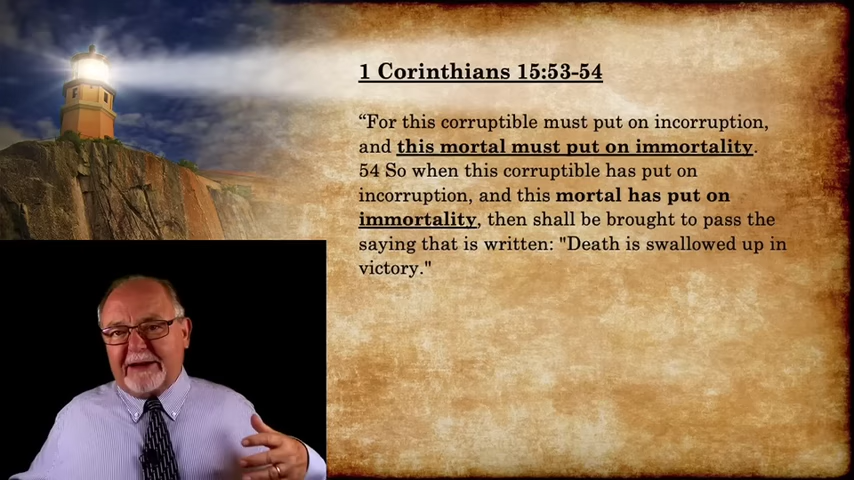 1 Corinthians 15:53-54
“For this corruptible must put on incorruption,
and this mortal must put on immortality.
54 So when this corruptible has put on
incorruption, and this mortal has put on
immortality, then shall be brought to pass the
saying that is written: "Death is swallowed up in
victory."